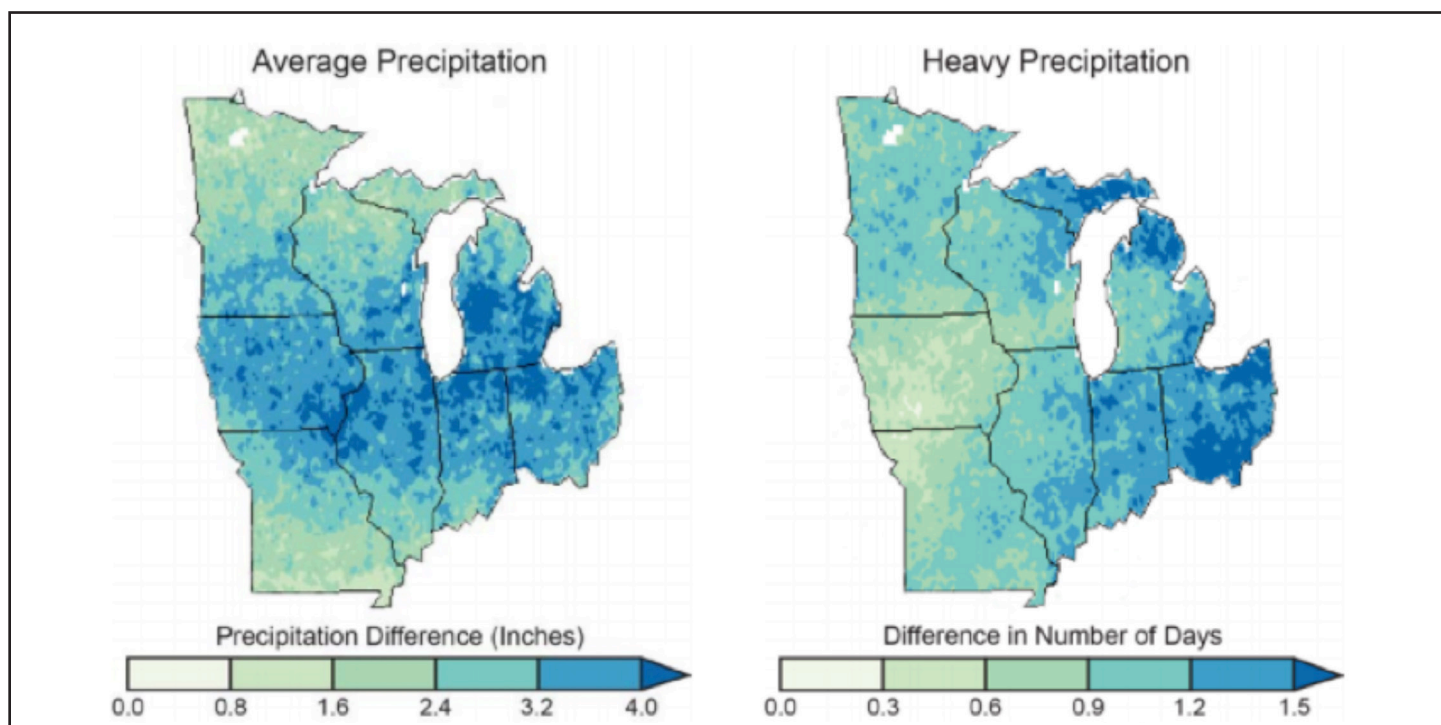 Average Precipitation
Heavy Precipitation
Precipitation Difference (Inches)
0.0 0.8 1.6 2.4 3.2 4.0
Difference in Number of Days
0.0 0.3 0.6 0.9 1.2 1.5